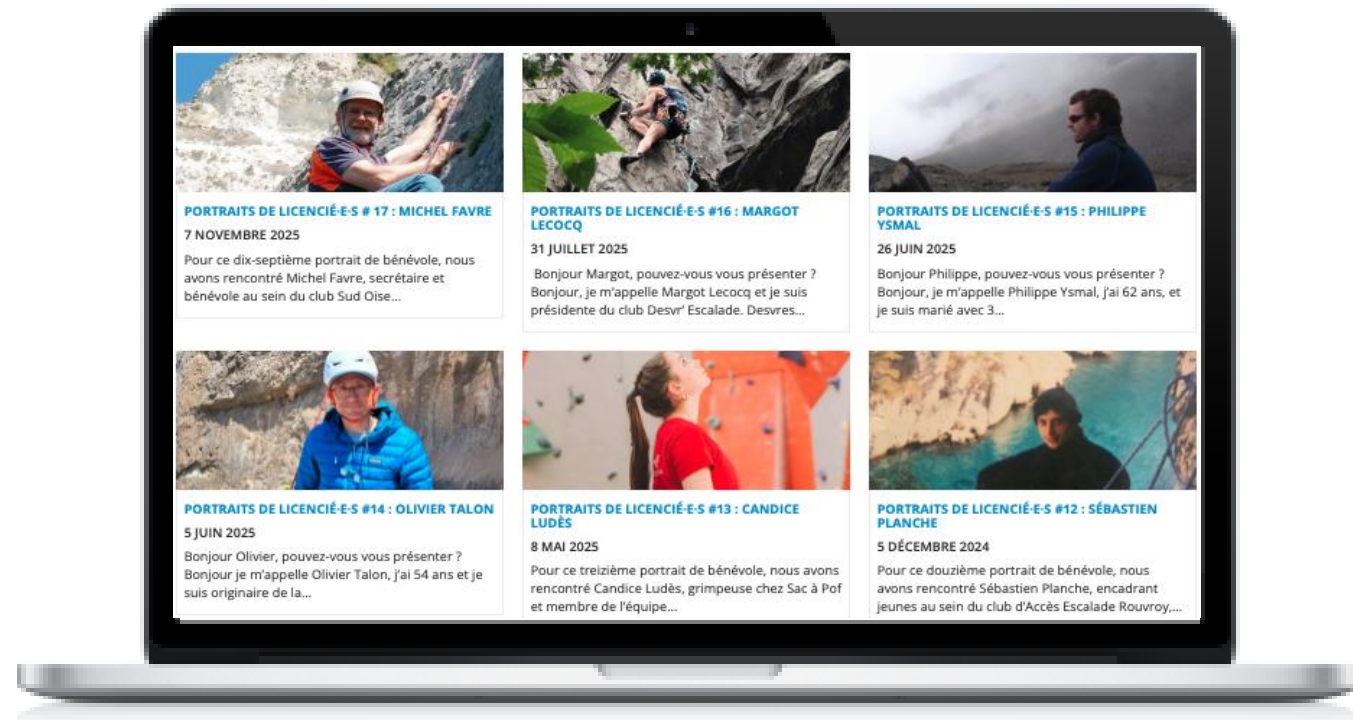 PORTRAITS DE LICENCIÉ·E·S # 17 : MICHEL FAVRE
7 NOVEMBRE 2025
Pour ce dix-septième portrait de bénévole, nous
avons rencontré Michel Favre, secrétaire et
bénévole au sein du club Sud Oise...
PORTRAITS DE LICENCIÉ·E·S #16 : MARGOT
LECOCQ
31 JUILLET 2025
Bonjour Margot, pouvez-vous vous présenter ?
Bonjour, je m'appelle Margot Lecocq et je suis
présidente du club Desvr' Escalade. Desvres...
PORTRAITS DE LICENCIÉ·E·S #15 : PHILIPPE
YSMAL
26 JUIN 2025
Bonjour Philippe, pouvez-vous vous présenter ?
Bonjour, je m'appelle Philippe Ysmal, j'ai 62 ans, et
je suis marié avec 3...
PORTRAITS DE LICENCIÉ·E·S #14 : OLIVIER TALON
5 JUIN 2025
Bonjour Olivier, pouvez-vous vous présenter ?
Bonjour je m'appelle Olivier Talon, j'ai 54 ans et je
suis originaire de la...
PORTRAITS DE LICENCIÉ·E·S #13 : CANDICE
LUDÈS
8 MAI 2025
Pour ce treizième portrait de bénévole, nous avons
rencontré Candice Ludès, grimpeuse chez Sac à Pof
et membre de l'équipe...
PORTRAITS DE LICENCIÉ·E·S #12 : SÉBASTIEN
PLANCHE
5 DÉCEMBRE 2024
Pour ce douzième portrait de bénévole, nous
avons rencontré Sébastien Planche, encadrant
jeunes au sein du club d'Accès Escalade Rouvroy,...